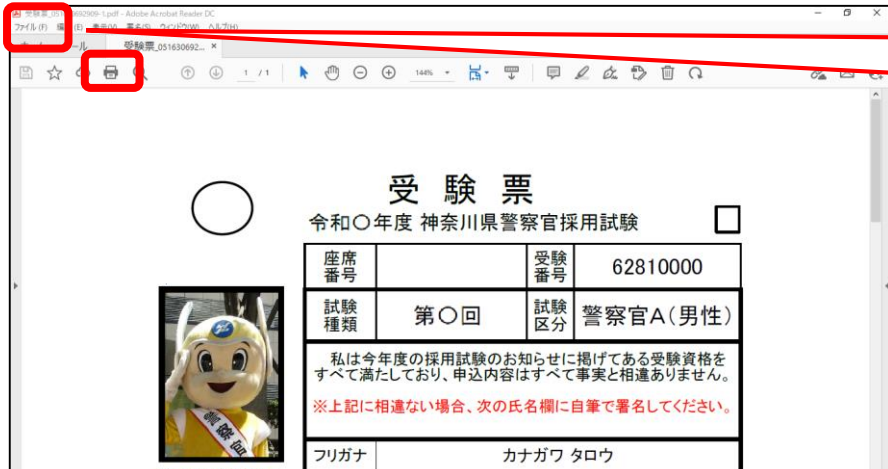 ファイル(F)
受験票_051630692...
1 / 1
144%
受験票
令和〇年度 神奈川県警察官採用試験
座席番号
受験番号
62810000
試験種類
第〇回
試験区分
警察官A(男性)
私は今年度の採用試験のお知らせに掲げてある受験資格を
すべて満たしており、申込内容はすべて事実と相違ありません。
※上記に相違ない場合、次の氏名欄に自筆で署名してください。
警察官
フリガナ
カナガワ タロウ